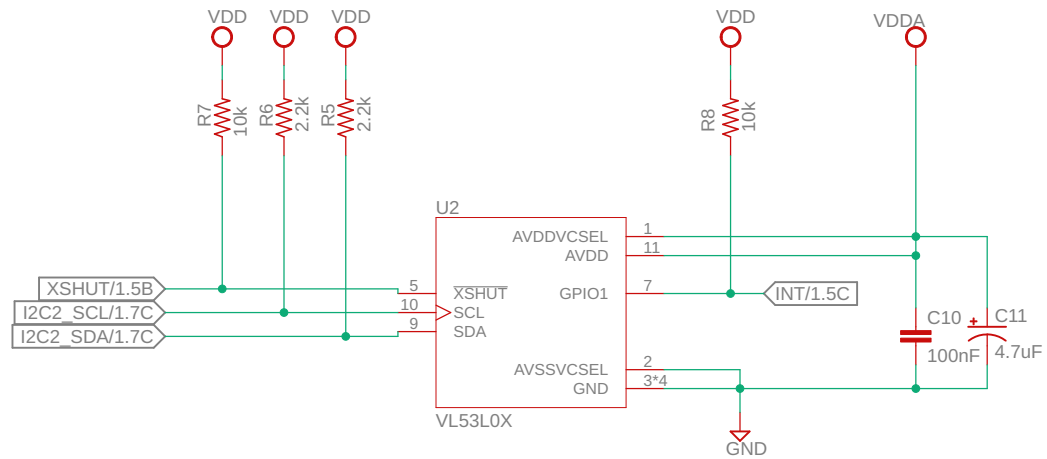 VDD VDD VDD VDD VDDA
R7 10k R6 2.2k R5 2.2k R8 10k
U2
AVDDVCSEL 1
AVDD 11
XSHUT/1.5B 5 XSHUT GPIO1 7 INT/1.5C
I2C2_SCL/1.7C 10 SCL
I2C2_SDA/1.7C 9 SDA
C10 100nF
C11 4.7uF
+
AVSSVCSEL 2
GND 3*4
VL53L0X
GND